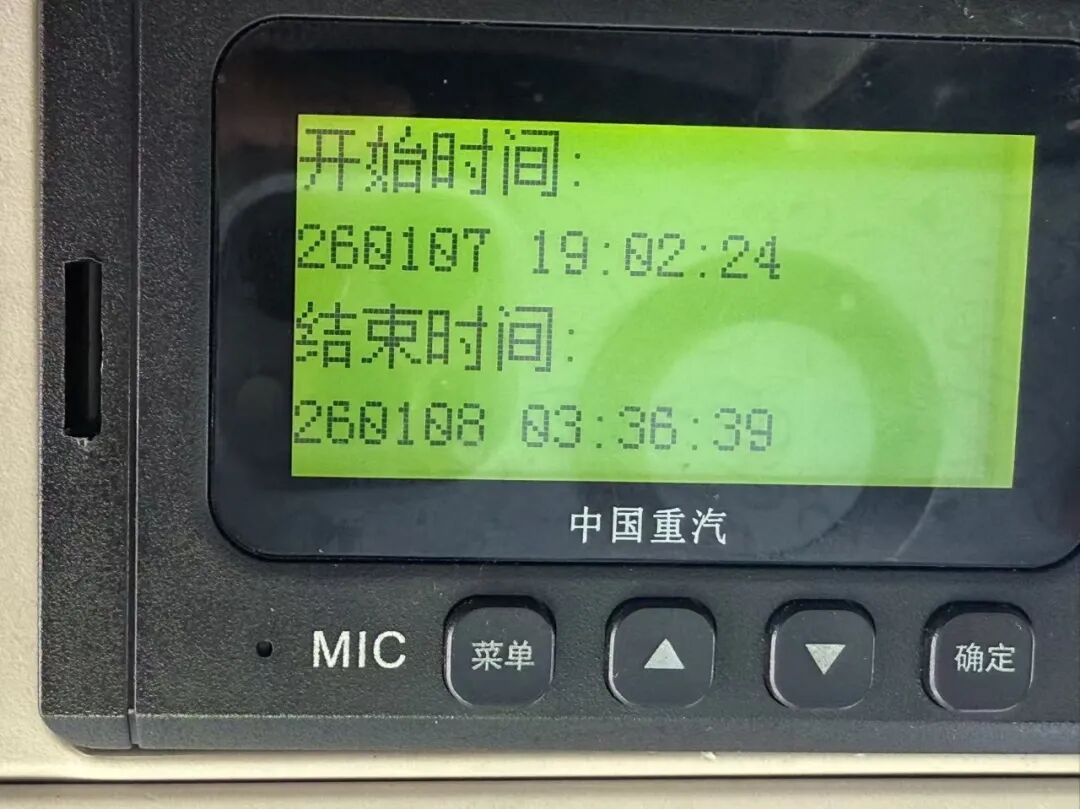 开始时间:
260107 19:02:24
结束时间:
260108 03:36:39
中国重汽
MIC 菜单 ▲ ▼ 确定